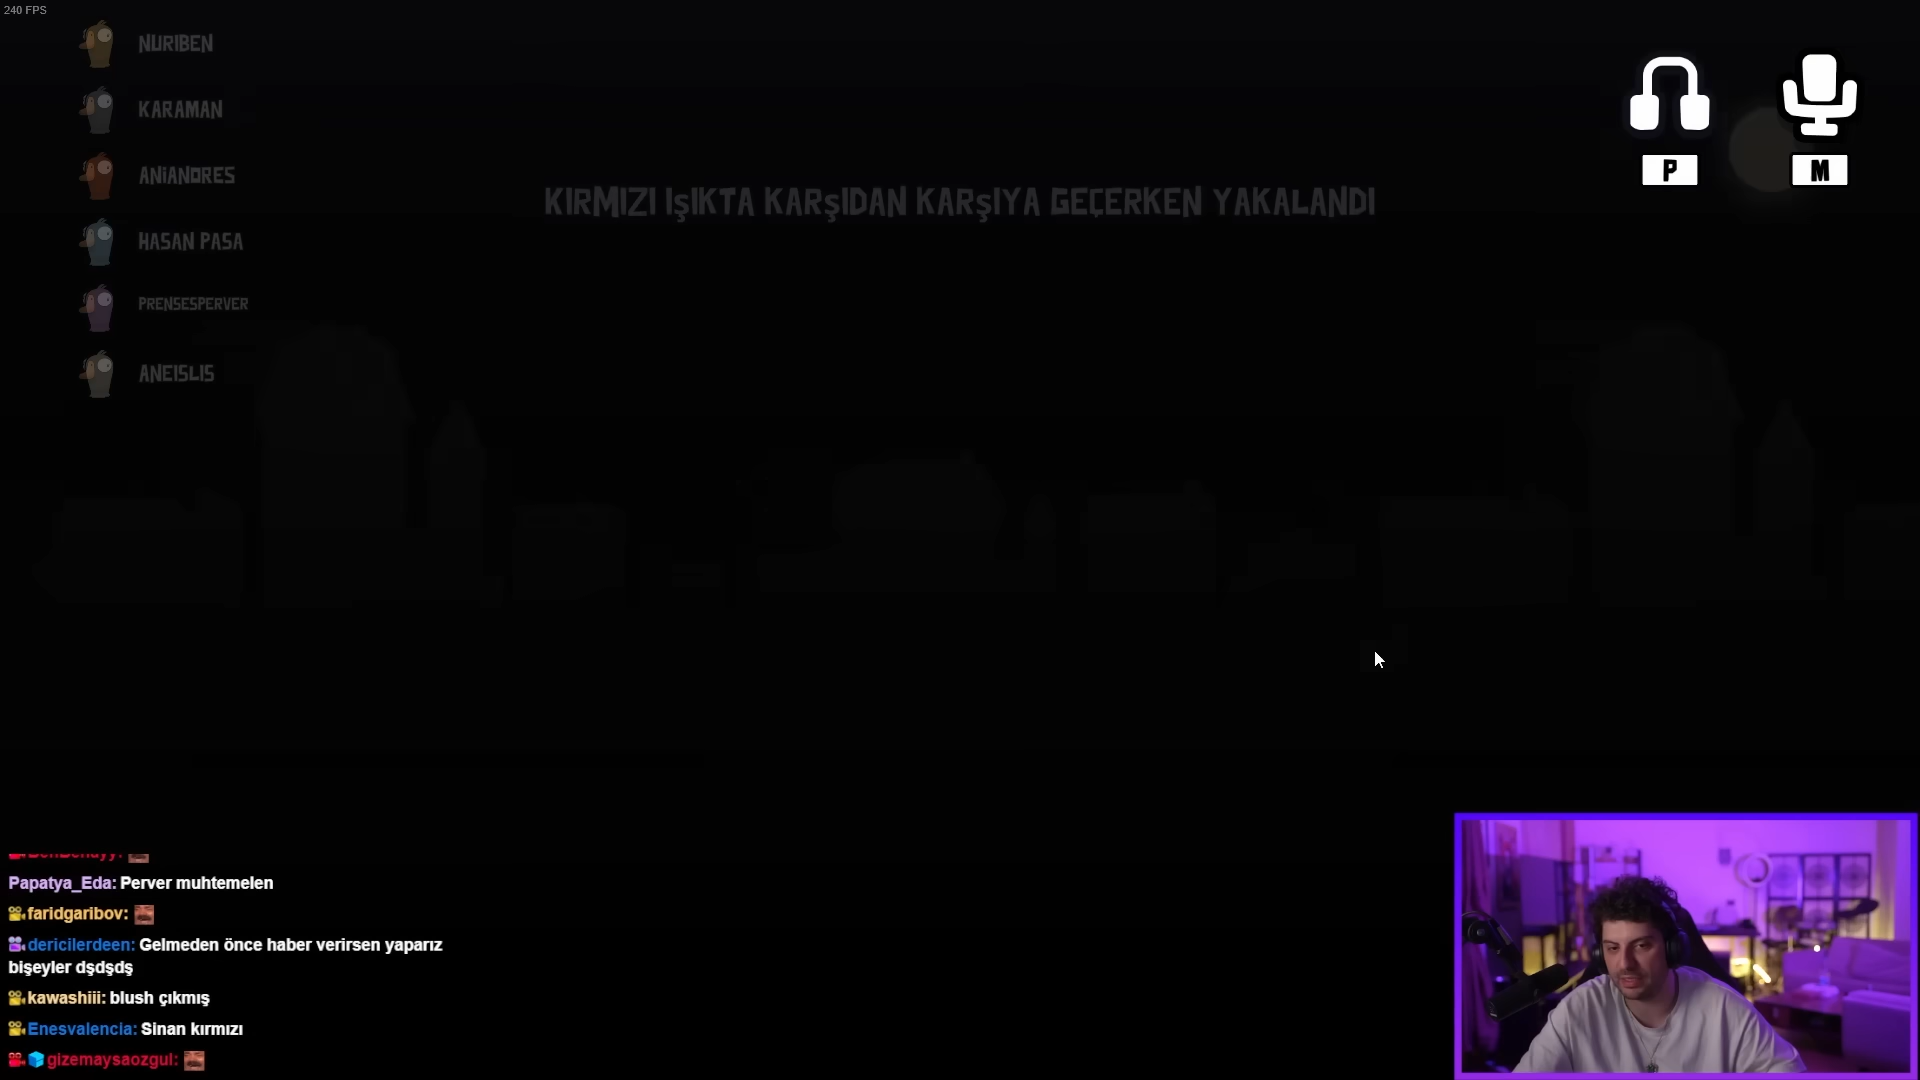 240 FPS
NURIBEN
KARAMAN
ANiANDRES
HASAN PASA
PRENSESPERVER
ANEISLIS
P
M
KIRMIZI IŞIKTA KARŞIDAN KARŞIYA GEÇERKEN YAKALANDI
Papatya_Eda: Perver muhtemelen
faridgaribov:
dericilerdeen: Gelmeden önce haber verirsen yaparız
bişeyler dşdşdş
kawashiii: blush çıkmış
Enesvalencia: Sinan kırmızı
gizemaysaozgul: